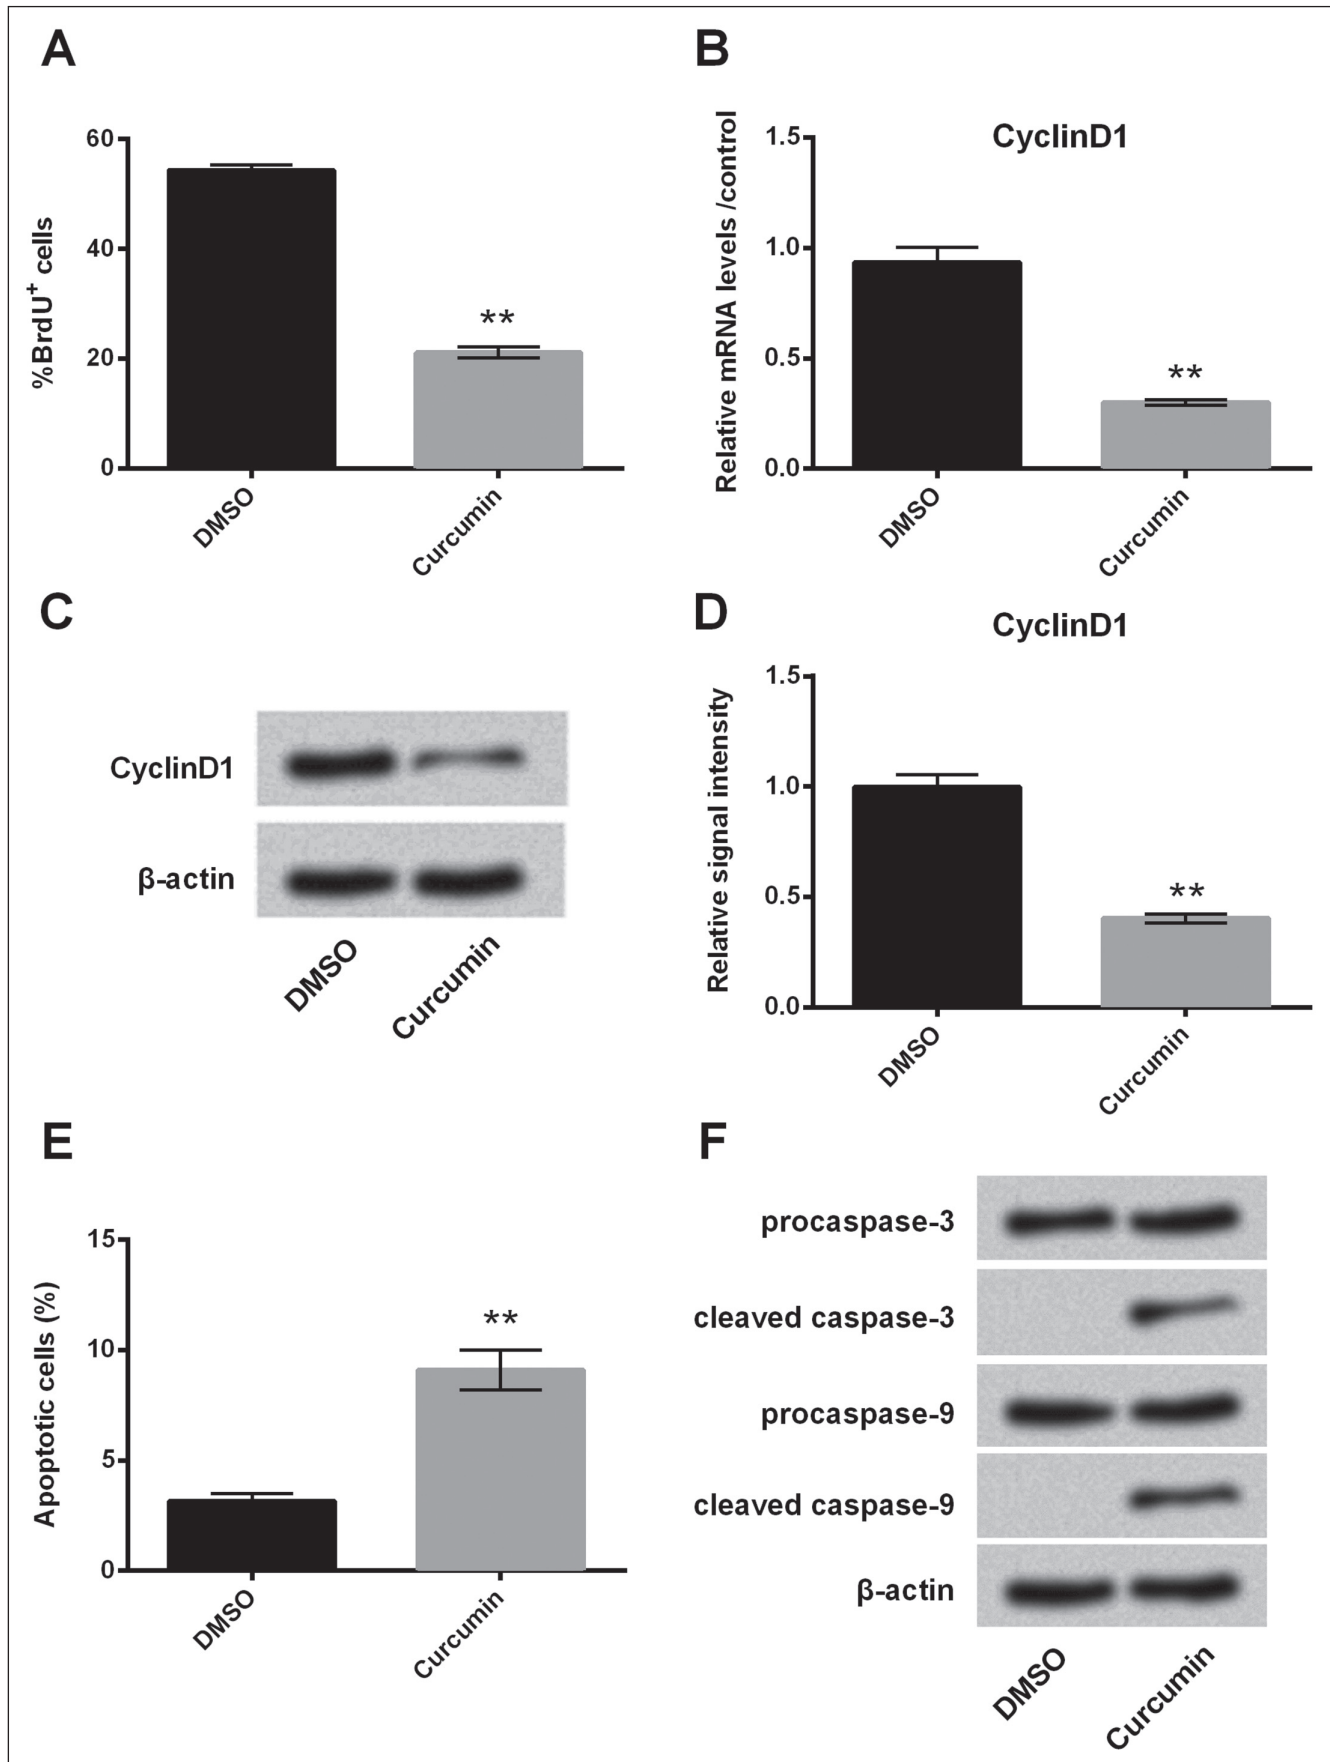 A
60
40
20
0
%BrdU+ cells
**
DMSO
Curcumin
B
CyclinD1
1.5
1.0
0.5
0.0
Relative mRNA levels /control
**
DMSO
Curcumin
C
CyclinD1
β-actin
DMSO
Curcumin
D
CyclinD1
1.5
1.0
0.5
0.0
Relative signal intensity
**
DMSO
Curcumin
E
15
10
5
0
Apoptotic cells (%)
**
DMSO
Curcumin
F
procaspase-3
cleaved caspase-3
procaspase-9
cleaved caspase-9
β-actin
DMSO
Curcumin